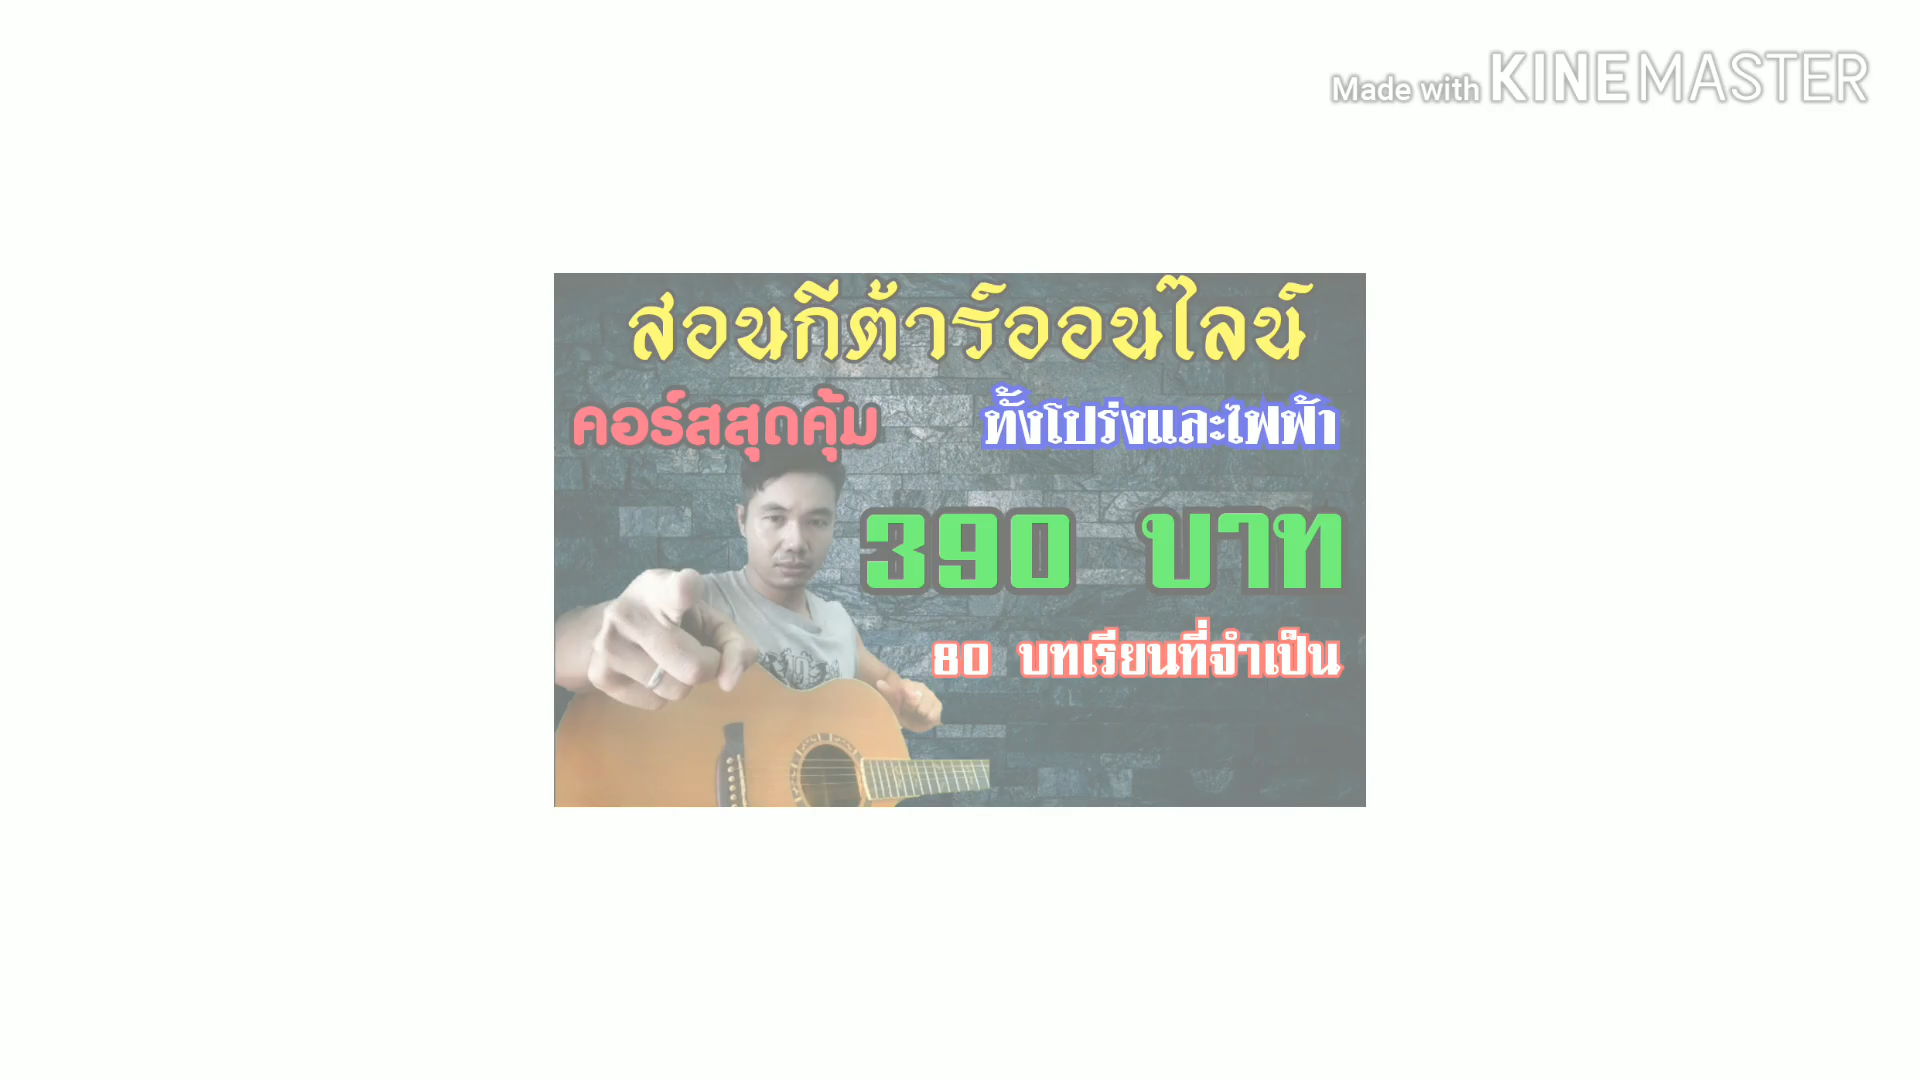 Made with KINEMASTER
สอนกีต้าร์ออนไลน์
คอร์สสุดคุ้ม ทั้งโปร่งและไฟฟ้า
390 บาท
80 บทเรียนที่จำเป็น